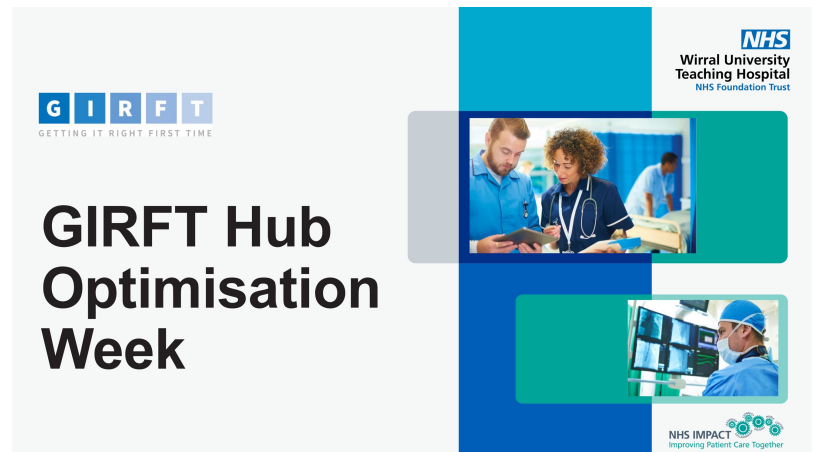 GIRFT
GETTING IT RIGHT FIRST TIME
GIRFT Hub
Optimisation
Week
NHS
Wirral University
Teaching Hospital
NHS Foundation Trust
NHS IMPACT
Improving Patient Care Together